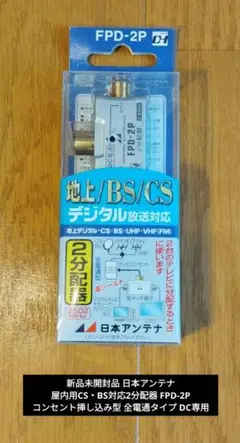 FPD-2P
FPD-2P
地上/BS/CS
デジタル放送対応
地上デジタル・CS・BS・UHF・VHF(FM)
2分配器
2台のテレビに分配するときに使います
日本アンテナ
新品未開封品 日本アンテナ
屋内用CS・BS対応2分配器 FPD-2P
コンセント挿し込み型 全電通タイプ DC専用